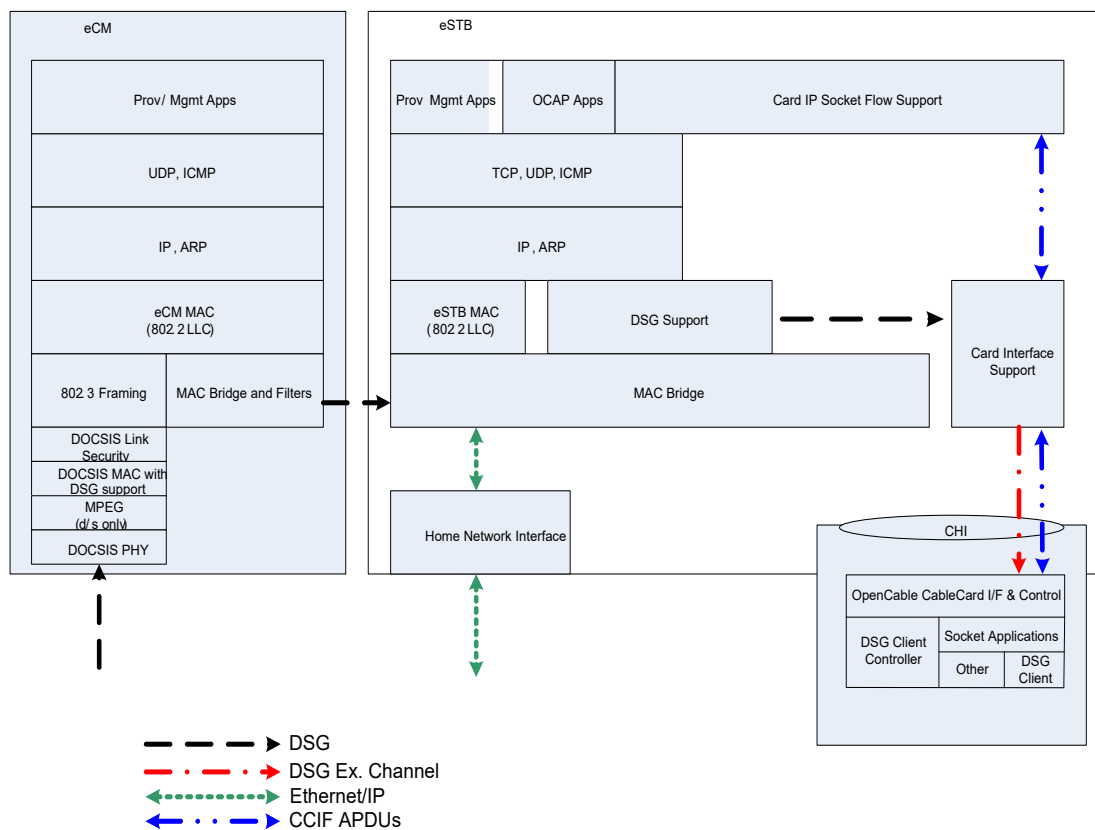 eCM
Prov/ Mgmt Apps
UDP, ICMP
IP, ARP
eCM MAC
(802.2 LLC)
802.3 Framing
MAC Bridge and Filters
DOCSIS Link
Security
DOCSIS MAC with
DSG support
MPEG
(d/s only)
DOCSIS PHY
eSTB
Prov Mgmt Apps
OCAP Apps
Card IP Socket Flow Support
TCP, UDP, ICMP
IP, ARP
eSTB MAC
(802.2 LLC)
DSG Support
Card Interface
Support
MAC Bridge
Home Network Interface
CHI
OpenCable CableCard I/F & Control
DSG Client
Controller
Socket Applications
Other
DSG
Client
DSG
DSG Ex. Channel
Ethernet/IP
CCIF APDUs